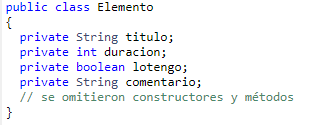 public class Elemento
{
  private String titulo;
  private int duracion;
  private boolean lotengo;
  private String comentario;
  // se omitieron constructores y métodos
}